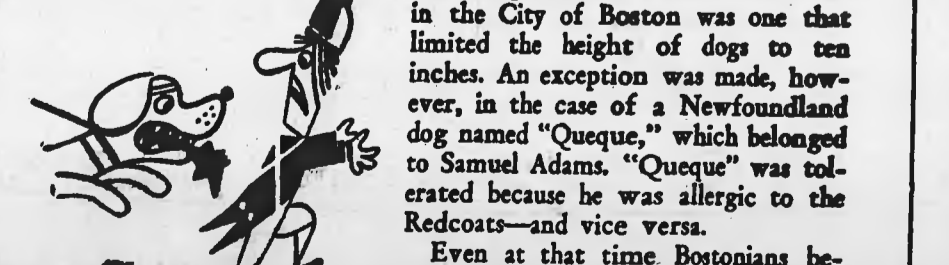 in the City of Boston was one that
limited the height of dogs to ten
inches. An exception was made, how-
ever, in the case of a Newfoundland
dog named “Queque,” which belonged
to Samuel Adams. “Queque” was tol-
erated because he was allergic to the
Redcoats—and vice versa.
Even at that time Bostonians be-